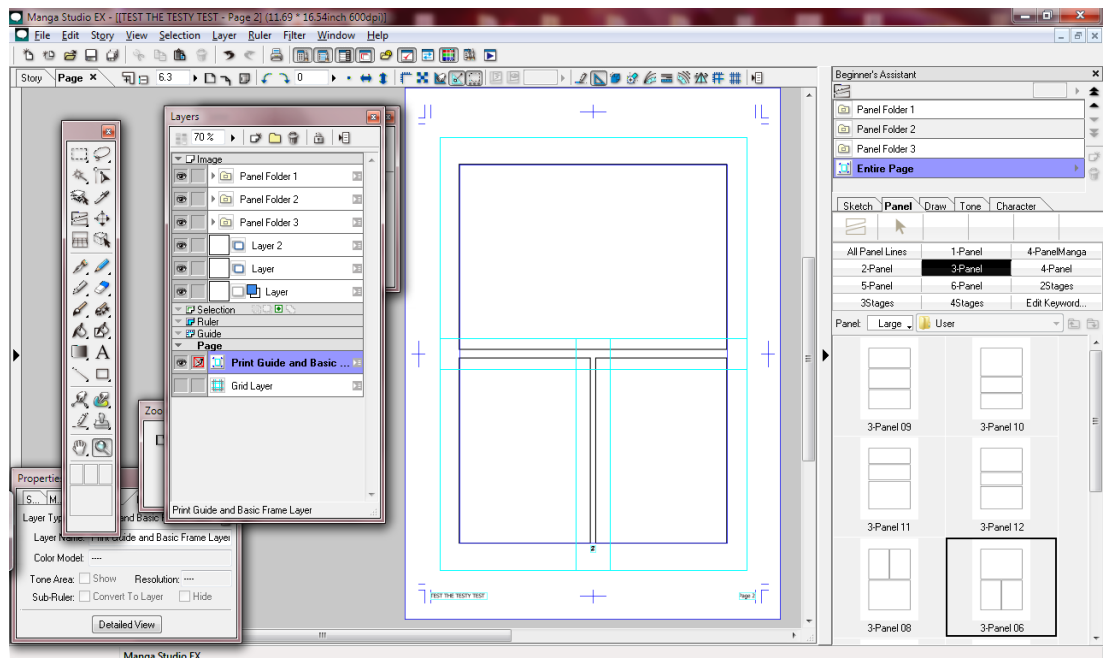 Manga Studio EX - [[TEST THE TESTY TEST - Page 2] (11.69 * 16.54inch 600dpi)]
File Edit Story View Selection Layer Ruler Filter Window Help
Story Page × 6.3 0
Layers
70 %
Image
Panel Folder 1
Panel Folder 2
Panel Folder 3
Layer 2
Layer
Layer
Selection
Ruler
Guide
Page
Print Guide and Basic ...
Grid Layer
Print Guide and Basic Frame Layer
A
Zoo
Properties
S... M...
Layer Typ and Basic
Layer Name: Print Guide and Basic Frame Layer
Color Model: ----
Tone Area: Show Resolution: ----
Sub-Ruler: Convert To Layer Hide
Detailed View
TEST THE TESTY TEST
2
Page 2
Beginner's Assistant
Panel Folder 1
Panel Folder 2
Panel Folder 3
Entire Page
Sketch Panel Draw Tone Character
All Panel Lines 1-Panel 4-PanelManga
2-Panel 3-Panel 4-Panel
5-Panel 6-Panel 2Stages
3Stages 4Stages Edit Keyword...
Panel: Large User
3-Panel 09 3-Panel 10
3-Panel 11 3-Panel 12
3-Panel 08 3-Panel 06
Manga Studio EX